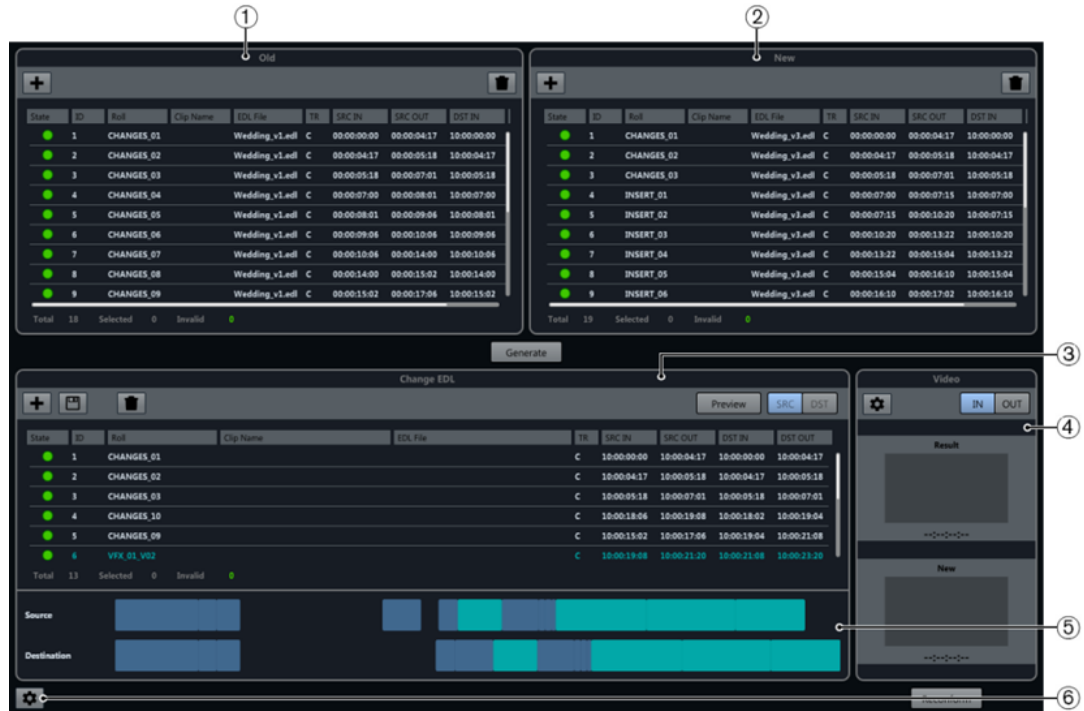 ① ②
Old New
State ID Roll Clip Name EDL File TR SRC IN SRC OUT DST IN
1 CHANGES_01 Wedding_v1.edl C 00:00:00:00 00:00:04:17 10:00:00:00
2 CHANGES_02 Wedding_v1.edl C 00:00:04:17 00:00:05:18 10:00:04:17
3 CHANGES_03 Wedding_v1.edl C 00:00:05:18 00:00:07:01 10:00:05:18
4 CHANGES_04 Wedding_v1.edl C 00:00:07:00 00:00:08:01 10:00:07:00
5 CHANGES_05 Wedding_v1.edl C 00:00:08:01 00:00:09:06 10:00:08:01
6 CHANGES_06 Wedding_v1.edl C 00:00:09:06 00:00:10:06 10:00:09:06
7 CHANGES_07 Wedding_v1.edl C 00:00:10:06 00:00:14:00 10:00:10:06
8 CHANGES_08 Wedding_v1.edl C 00:00:14:00 00:00:15:02 10:00:14:00
9 CHANGES_09 Wedding_v1.edl C 00:00:15:02 00:00:17:06 10:00:15:02
Total 18 Selected 0 Invalid 0
State ID Roll Clip Name EDL File TR SRC IN SRC OUT DST IN
1 CHANGES_01 Wedding_v3.edl C 00:00:00:00 00:00:04:17 10:00:00:00
2 CHANGES_02 Wedding_v3.edl C 00:00:04:17 00:00:05:18 10:00:04:17
3 CHANGES_03 Wedding_v3.edl C 00:00:05:18 00:00:07:01 10:00:05:18
4 INSERT_01 Wedding_v3.edl C 00:00:07:00 00:00:07:15 10:00:07:00
5 INSERT_02 Wedding_v3.edl C 00:00:07:15 00:00:10:20 10:00:07:15
6 INSERT_03 Wedding_v3.edl C 00:00:10:20 00:00:13:22 10:00:10:20
7 INSERT_04 Wedding_v3.edl C 00:00:13:22 00:00:15:04 10:00:13:22
8 INSERT_05 Wedding_v3.edl C 00:00:15:04 00:00:16:10 10:00:15:04
9 INSERT_06 Wedding_v3.edl C 00:00:16:10 00:00:17:02 10:00:16:10
Total 19 Selected 0 Invalid 0
Generate
③
Change EDL
Preview SRC DST
State ID Roll Clip Name EDL File TR SRC IN SRC OUT DST IN DST OUT
1 CHANGES_01 C 10:00:00:00 10:00:04:17 10:00:00:00 10:00:04:17
2 CHANGES_02 C 10:00:04:17 10:00:05:18 10:00:04:17 10:00:05:18
3 CHANGES_03 C 10:00:05:18 10:00:07:01 10:00:05:18 10:00:07:01
4 CHANGES_10 C 10:00:18:06 10:00:19:08 10:00:18:02 10:00:19:04
5 CHANGES_09 C 10:00:15:02 10:00:17:06 10:00:19:04 10:00:21:08
6 VFX_01_V02 C 10:00:19:08 10:00:21:20 10:00:21:08 10:00:23:20
Total 13 Selected 0 Invalid 0
Source
Destination
Video
IN OUT
④
Result
--:--:--:--
New
⑤
--:--:--:--
Reconform
⑥